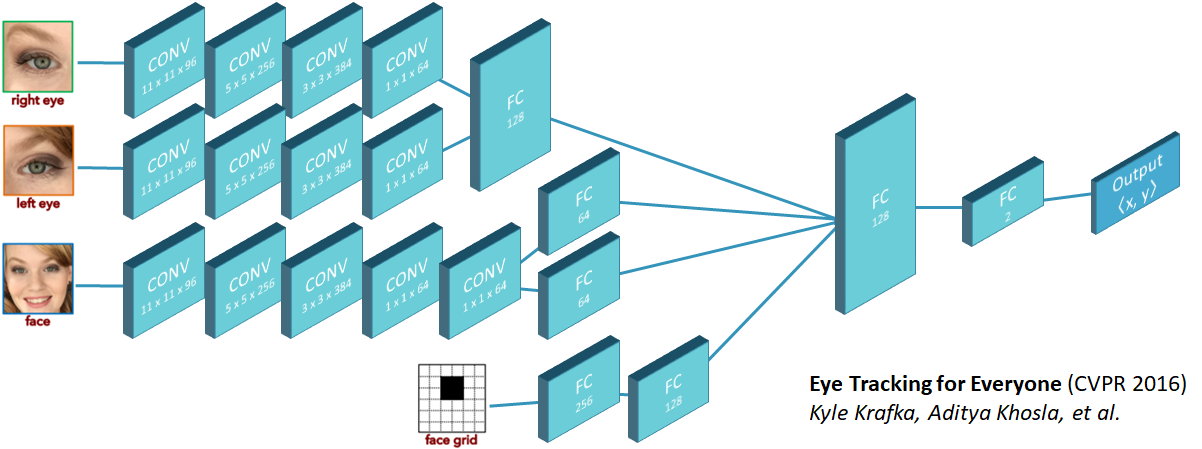 CONV
11 x 11 x 96
CONV
5 x 5 x 256
CONV
3 x 3 x 384
CONV
1 x 1 x 64
right eye
FC
128
CONV
11 x 11 x 96
CONV
5 x 5 x 256
CONV
3 x 3 x 384
CONV
1 x 1 x 64
left eye
FC
64
FC
128
FC
2
Output
⟨x, y⟩
CONV
11 x 11 x 96
CONV
5 x 5 x 256
CONV
3 x 3 x 384
CONV
1 x 1 x 64
CONV
1 x 1 x 64
FC
64
face
FC
256
FC
128
face grid
Eye Tracking for Everyone (CVPR 2016)
Kyle Krafka, Aditya Khosla, et al.